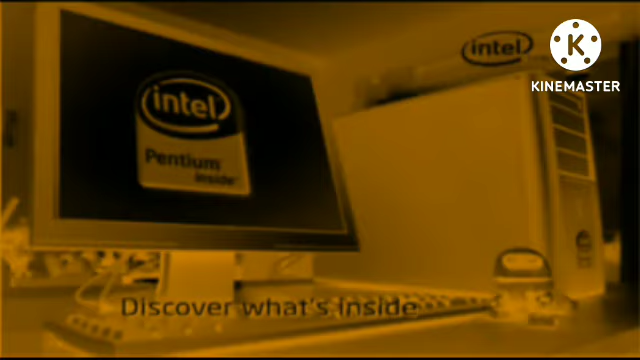 intel
K
KINEMASTER
intel
Pentium
inside
Discover what's inside